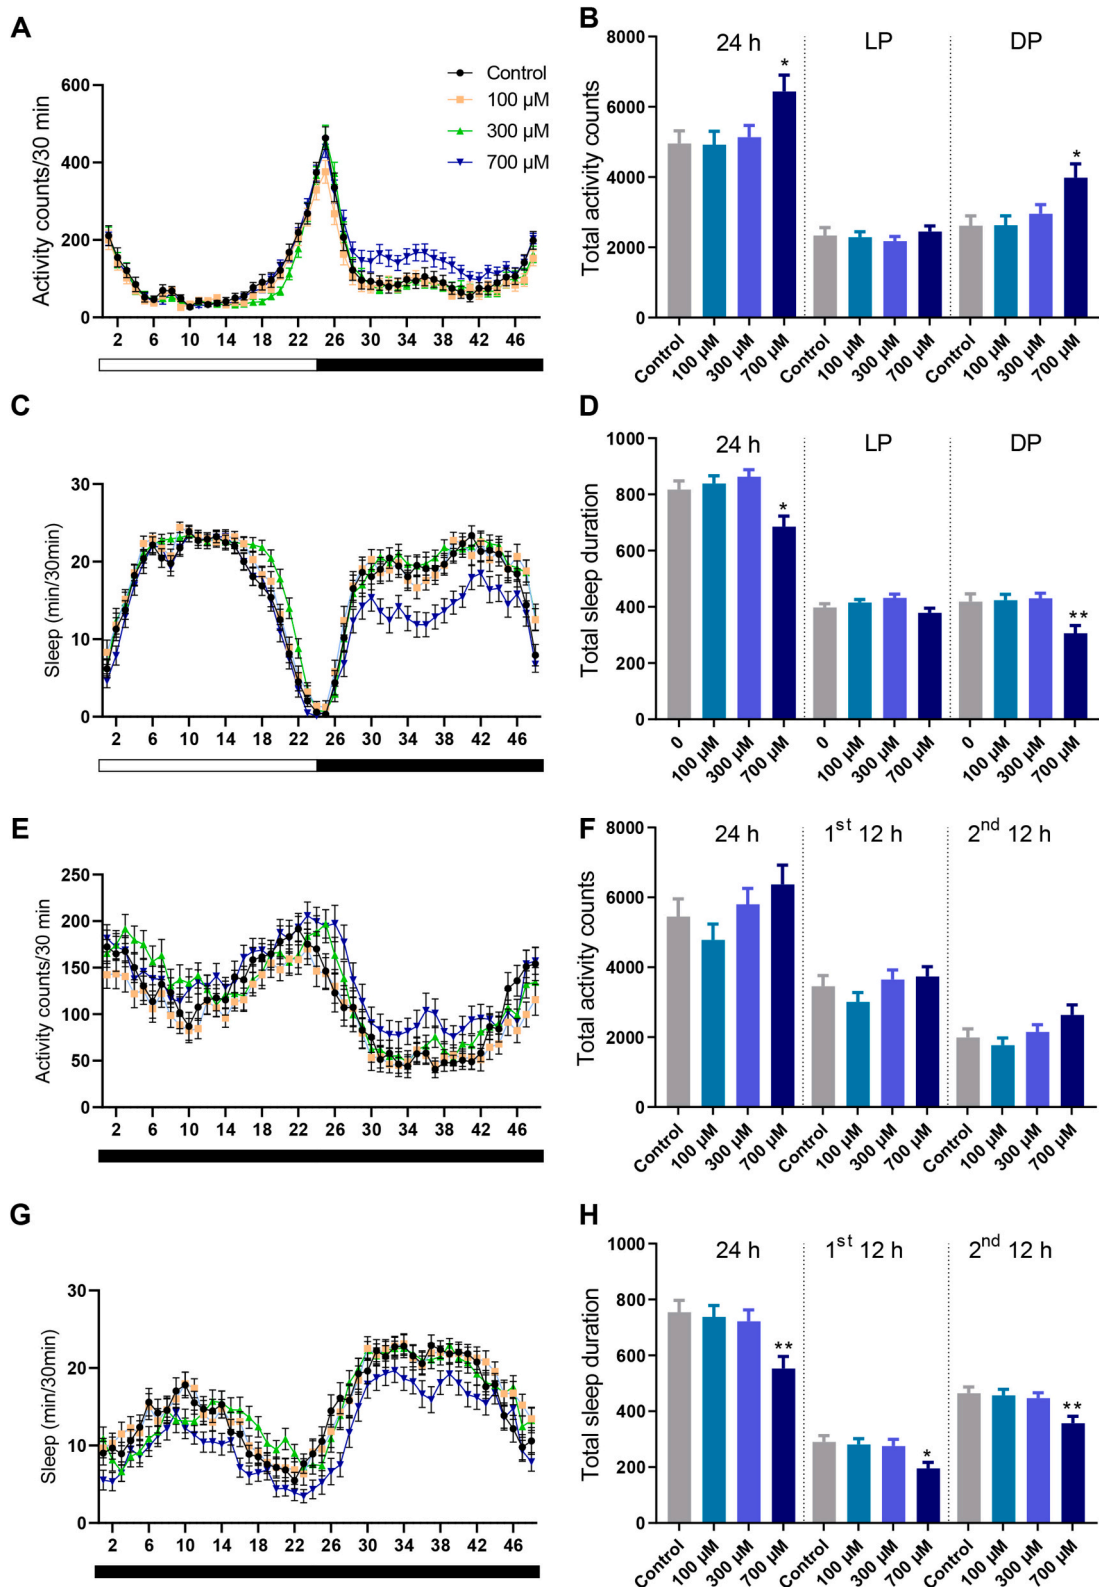 A
Activity counts/30 min
600
400
200
0
Control
100 µM
300 µM
700 µM
2 6 10 14 18 22 26 30 34 38 42 46
B
Total activity counts
8000
6000
4000
2000
0
24 h LP DP
* *
Control 100 µM 300 µM 700 µM Control 100 µM 300 µM 700 µM Control 100 µM 300 µM 700 µM
C
Sleep (min/30min)
30
20
10
0
2 6 10 14 18 22 26 30 34 38 42 46
D
Total sleep duration
1000
800
600
400
200
0
24 h LP DP
* **
0 100 µM 300 µM 700 µM 0 100 µM 300 µM 700 µM 0 100 µM 300 µM 700 µM
E
Activity counts/30 min
250
200
150
100
50
0
2 6 10 14 18 22 26 30 34 38 42 46
F
Total activity counts
8000
6000
4000
2000
0
24 h 1st 12 h 2nd 12 h
Control 100 µM 300 µM 700 µM Control 100 µM 300 µM 700 µM Control 100 µM 300 µM 700 µM
G
Sleep (min/30min)
30
20
10
0
2 6 10 14 18 22 26 30 34 38 42 46
H
Total sleep duration
1000
800
600
400
200
0
24 h 1st 12 h 2nd 12 h
** * **
Control 100 µM 300 µM 700 µM Control 100 µM 300 µM 700 µM Control 100 µM 300 µM 700 µM